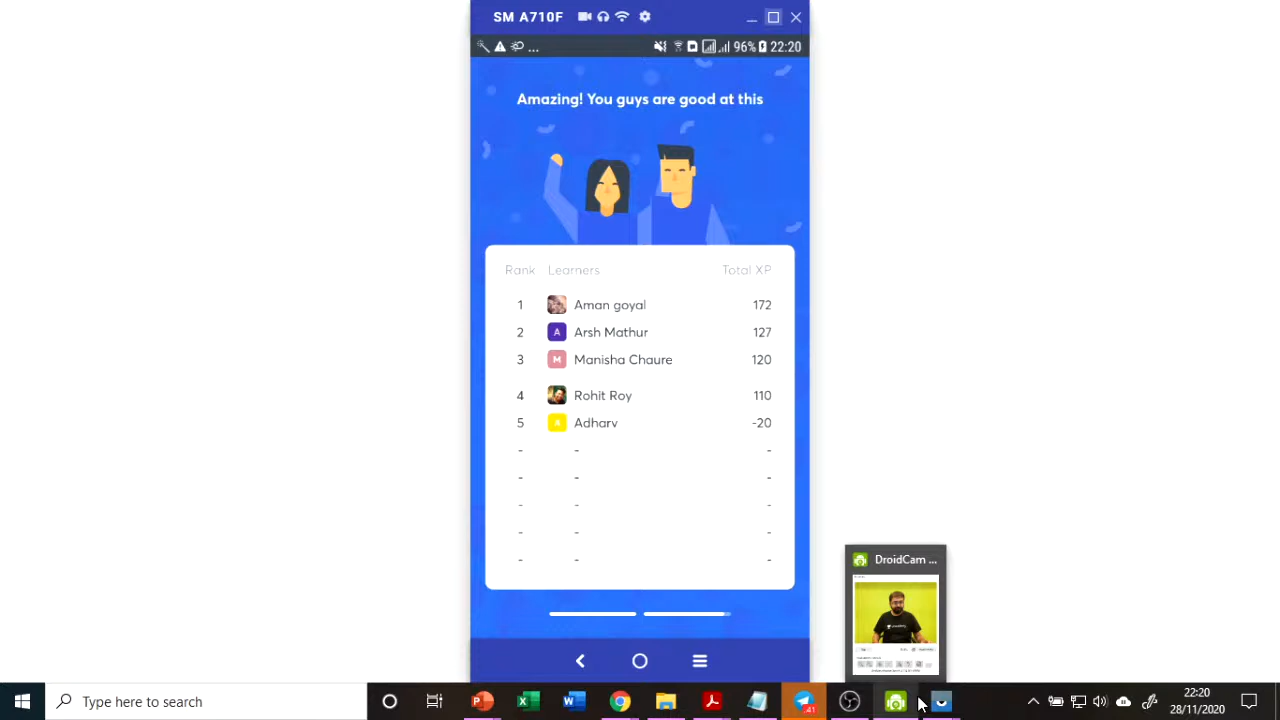 SM A710F
... 96% 22:20
Amazing! You guys are good at this
Rank Learners Total XP
1 Aman goyal 172
2 A Arsh Mathur 127
3 M Manisha Chaure 120
4 Rohit Roy 110
5 A Adharv -20
- - -
- - -
- - -
- - -
- - -
DroidCam ...
Type here to search
41
22:20
28/11/2020